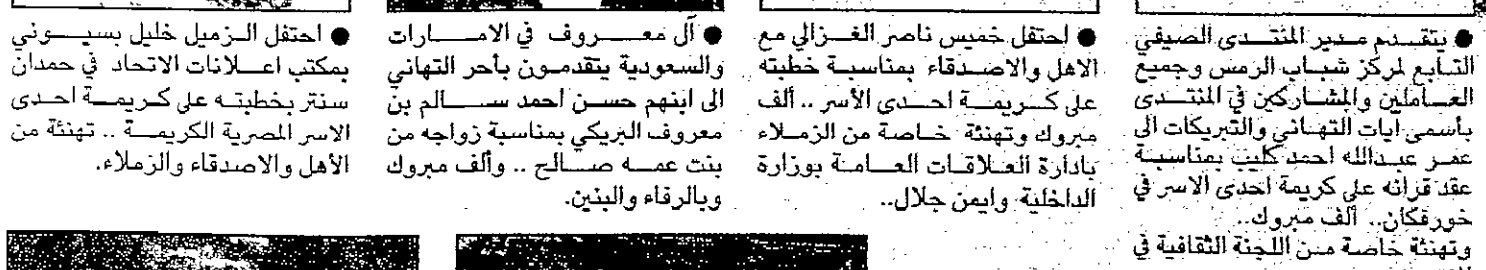 ● يتقدم مدير المنتدى الصيفي
التابع لمركز شباب الرمس وجميع
العاملين والمشاركين في المنتدى
بأسمى ايات التهاني والتبريكات الى
عمر عبدالله احمد كليب بمناسبة
عقد قرانه على كريمة احدى الاسر في
خورفكان.. الف مبروك..
وتهنئة خاصة من اللجنة الثقافية في
● احتفل خميس ناصر الغزالي مع
الاهل والاصدقاء بمناسبة خطبته
على كريمة احدى الأسر .. ألف
مبروك وتهنئة خاصة من الزملاء
بادارة العلاقات العامة بوزارة
الداخلية وايمن جلال..
● آل معروف في الامارات
والسعودية يتقدمون بأحر التهاني
الى ابنهم حسن احمد سالم بن
معروف البريكي بمناسبة زواجه من
بنت عمه صالح .. وألف مبروك
وبالرفاء والبنين.
● احتفل الزميل خليل بسيوني
بمكتب اعلانات الاتحاد في حمدان
سنتر بخطبته على كريمة احدى
الاسر المصرية الكريمة .. تهنئة من
الأهل والاصدقاء والزملاء.